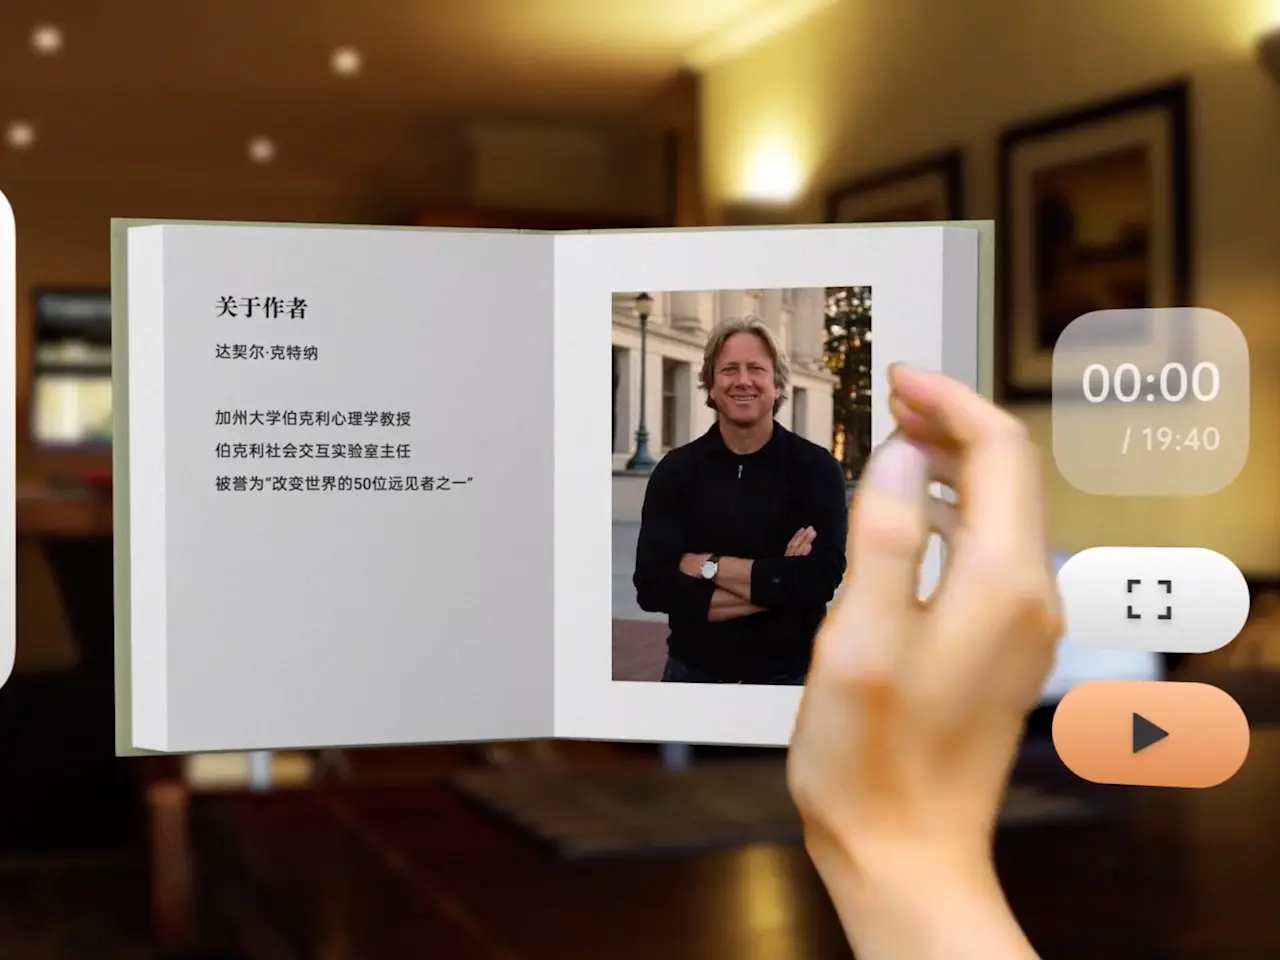 关于作者
达契尔·克特纳
加州大学伯克利心理学教授
伯克利社会交互实验室主任
被誉为“改变世界的50位远见者之一”
00:00
/ 19:40